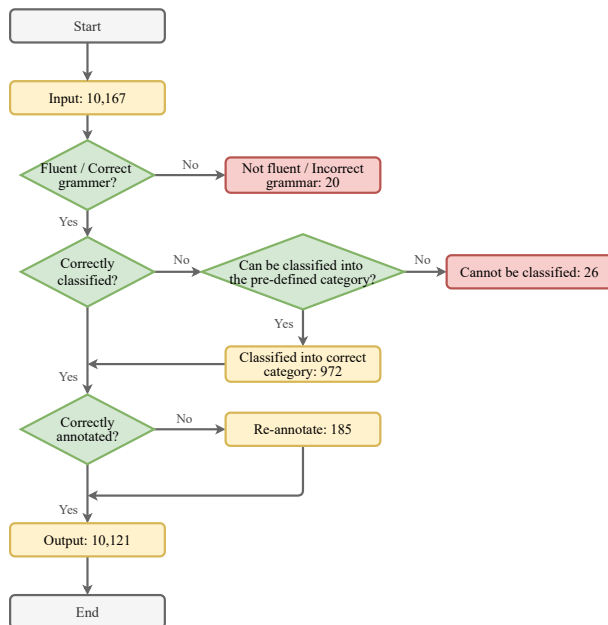 Start
Input: 10,167
Fluent / Correct
grammer?
No
Not fluent / Incorrect
grammar: 20
Yes
Correctly
classified?
No
Can be classified into
the pre-defined category?
No
Cannot be classified: 26
Yes
Classified into correct
category: 972
Yes
Correctly
annotated?
No
Re-annotate: 185
Yes
Output: 10,121
End